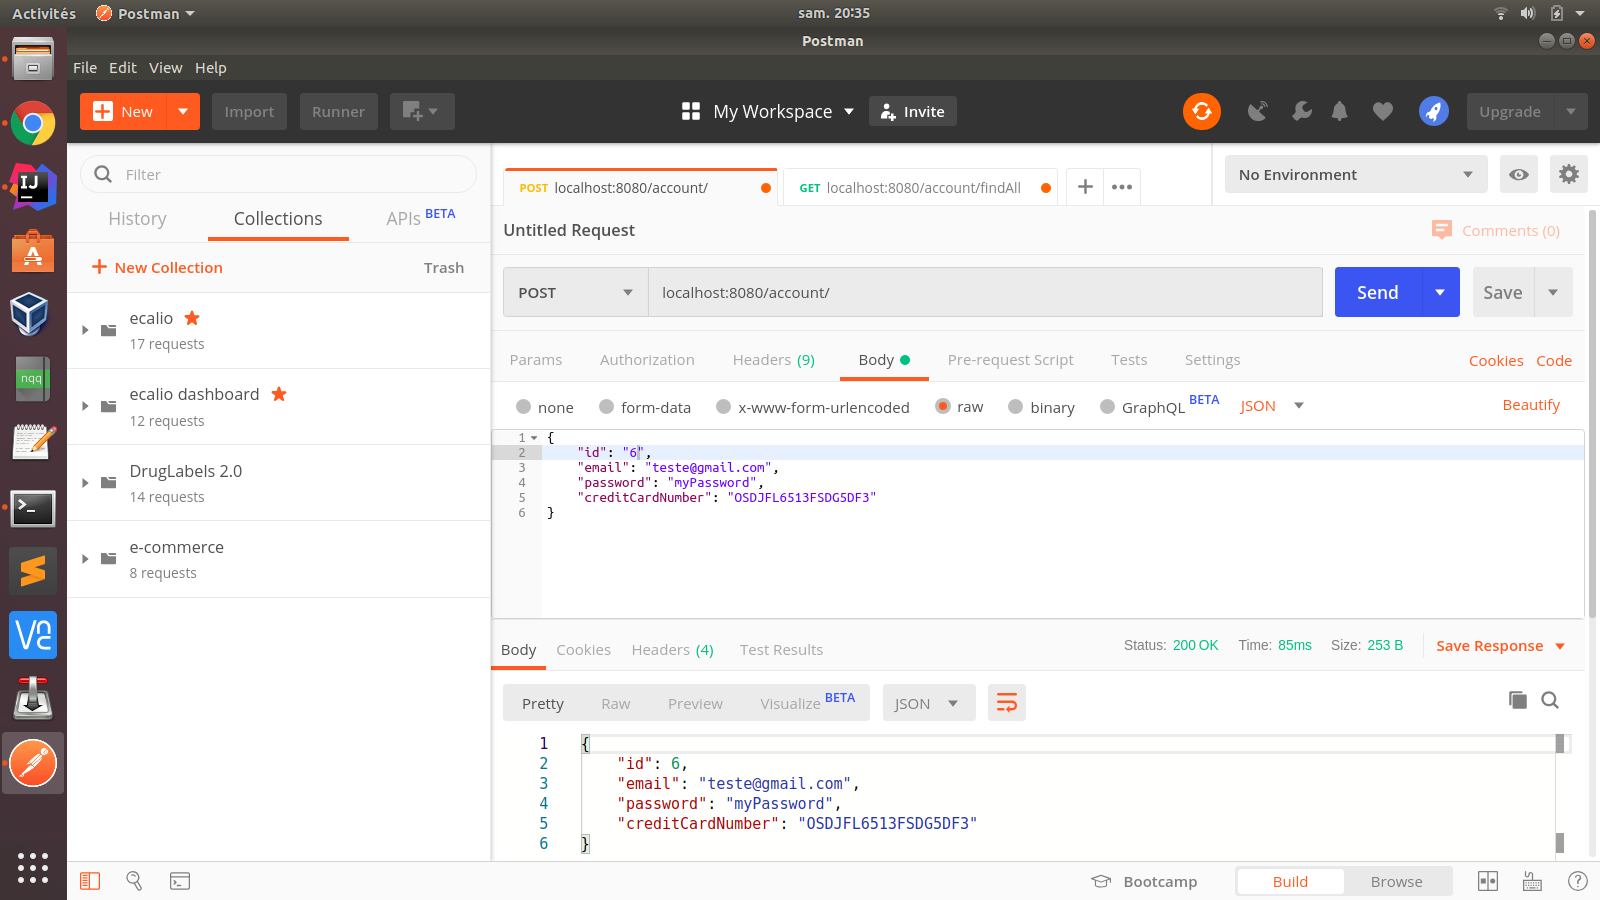 Activités Postman sam. 20:35
Postman
File Edit View Help
New Import Runner My Workspace Invite Upgrade
Filter
History Collections APIs BETA
+ New Collection Trash
ecalio
17 requests
ecalio dashboard
12 requests
DrugLabels 2.0
14 requests
e-commerce
8 requests
POST localhost:8080/account/ GET localhost:8080/account/findAll + ••• No Environment
Untitled Request Comments (0)
POST localhost:8080/account/ Send Save
Params Authorization Headers (9) Body Pre-request Script Tests Settings Cookies Code
none form-data x-www-form-urlencoded raw binary GraphQL BETA JSON Beautify
1 {
2 "id": "6",
3 "email": "teste@gmail.com",
4 "password": "myPassword",
5 "creditCardNumber": "OSDJFL6513FSDG5DF3"
6 }
Body Cookies Headers (4) Test Results Status: 200 OK Time: 85ms Size: 253 B Save Response
Pretty Raw Preview Visualize BETA JSON
1 {
2 "id": 6,
3 "email": "teste@gmail.com",
4 "password": "myPassword",
5 "creditCardNumber": "OSDJFL6513FSDG5DF3"
6 }
Bootcamp Build Browse
IJ
A
nqq
VNC